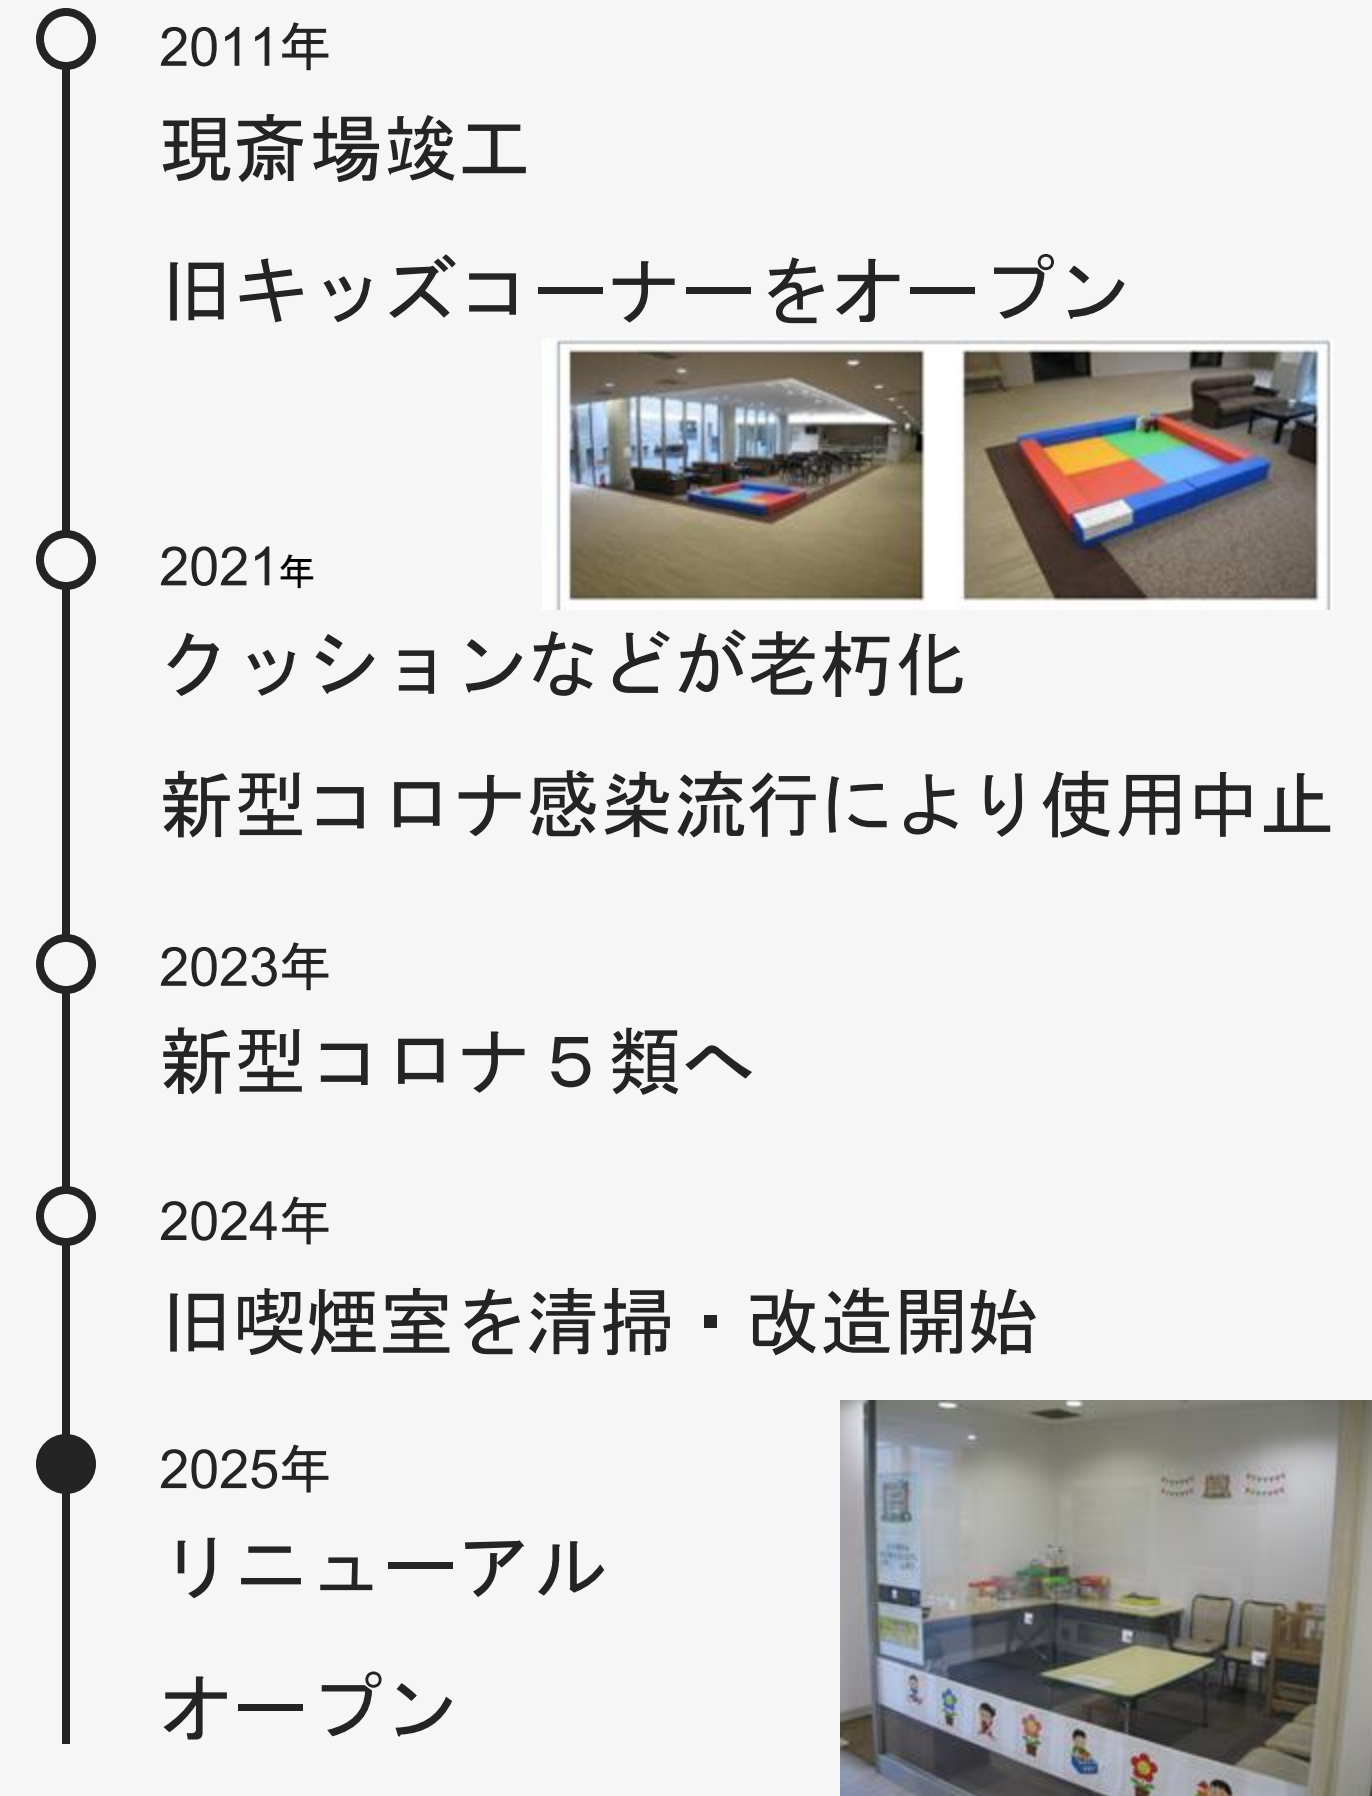 2011年
現斎場竣工
旧キッズコーナーをオープン
2021年
クッションなどが老朽化
新型コロナ感染流行により使用中止
2023年
新型コロナ５類へ
2024年
旧喫煙室を清掃・改造開始
2025年
リニューアル
オープン